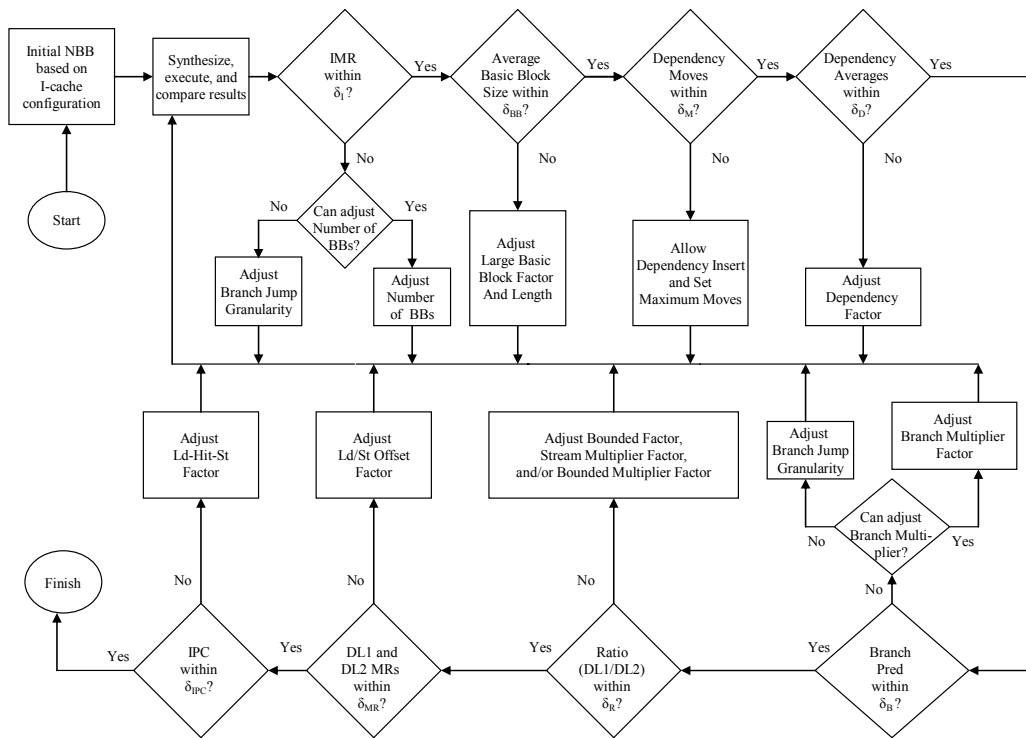 Initial NBB
based on
I-cache
configuration
Synthesize,
execute, and
compare results
IMR
within
δI?
Yes
Average
Basic Block
Size within
δBB?
Yes
Dependency
Moves
within
δM?
Yes
Dependency
Averages
within
δD?
Yes
No
No
No
No
Start
No
Can adjust
Number of
BBs?
Yes
Adjust
Branch Jump
Granularity
Adjust
Number
of BBs
Adjust
Large Basic
Block Factor
And Length
Allow
Dependency Insert
and Set
Maximum Moves
Adjust
Dependency
Factor
Adjust
Ld-Hit-St
Factor
Adjust
Ld/St Offset
Factor
Adjust Bounded Factor,
Stream Multiplier Factor,
and/or Bounded Multiplier Factor
Adjust
Branch Jump
Granularity
Adjust
Branch Multiplier
Factor
No
Can adjust
Branch Multi-
plier?
Yes
Finish
No
No
No
No
Yes
IPC
within
δIPC?
Yes
DL1 and
DL2 MRs
within
δMR?
Yes
Ratio
(DL1/DL2)
within
δR?
Yes
Branch
Pred
within
δB?